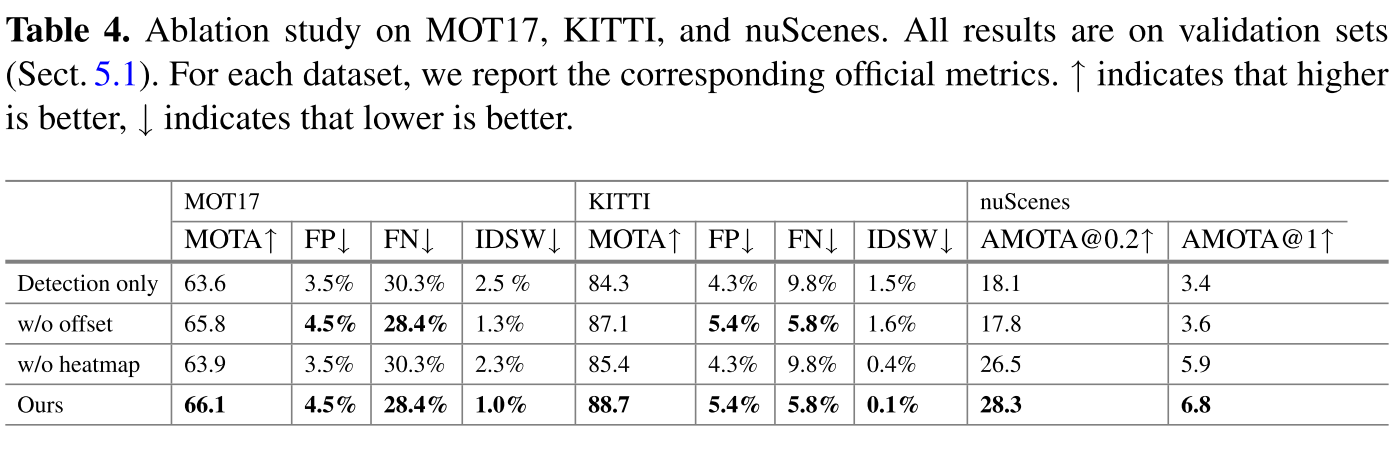 Table 4. Ablation study on MOT17, KITTI, and nuScenes. All results are on validation sets
(Sect. 5.1). For each dataset, we report the corresponding official metrics. ↑ indicates that higher
is better, ↓ indicates that lower is better.
MOT17 KITTI nuScenes
MOTA↑ FP↓ FN↓ IDSW↓ MOTA↑ FP↓ FN↓ IDSW↓ AMOTA@0.2↑ AMOTA@1↑
Detection only 63.6 3.5% 30.3% 2.5 % 84.3 4.3% 9.8% 1.5% 18.1 3.4
w/o offset 65.8 4.5% 28.4% 1.3% 87.1 5.4% 5.8% 1.6% 17.8 3.6
w/o heatmap 63.9 3.5% 30.3% 2.3% 85.4 4.3% 9.8% 0.4% 26.5 5.9
Ours 66.1 4.5% 28.4% 1.0% 88.7 5.4% 5.8% 0.1% 28.3 6.8